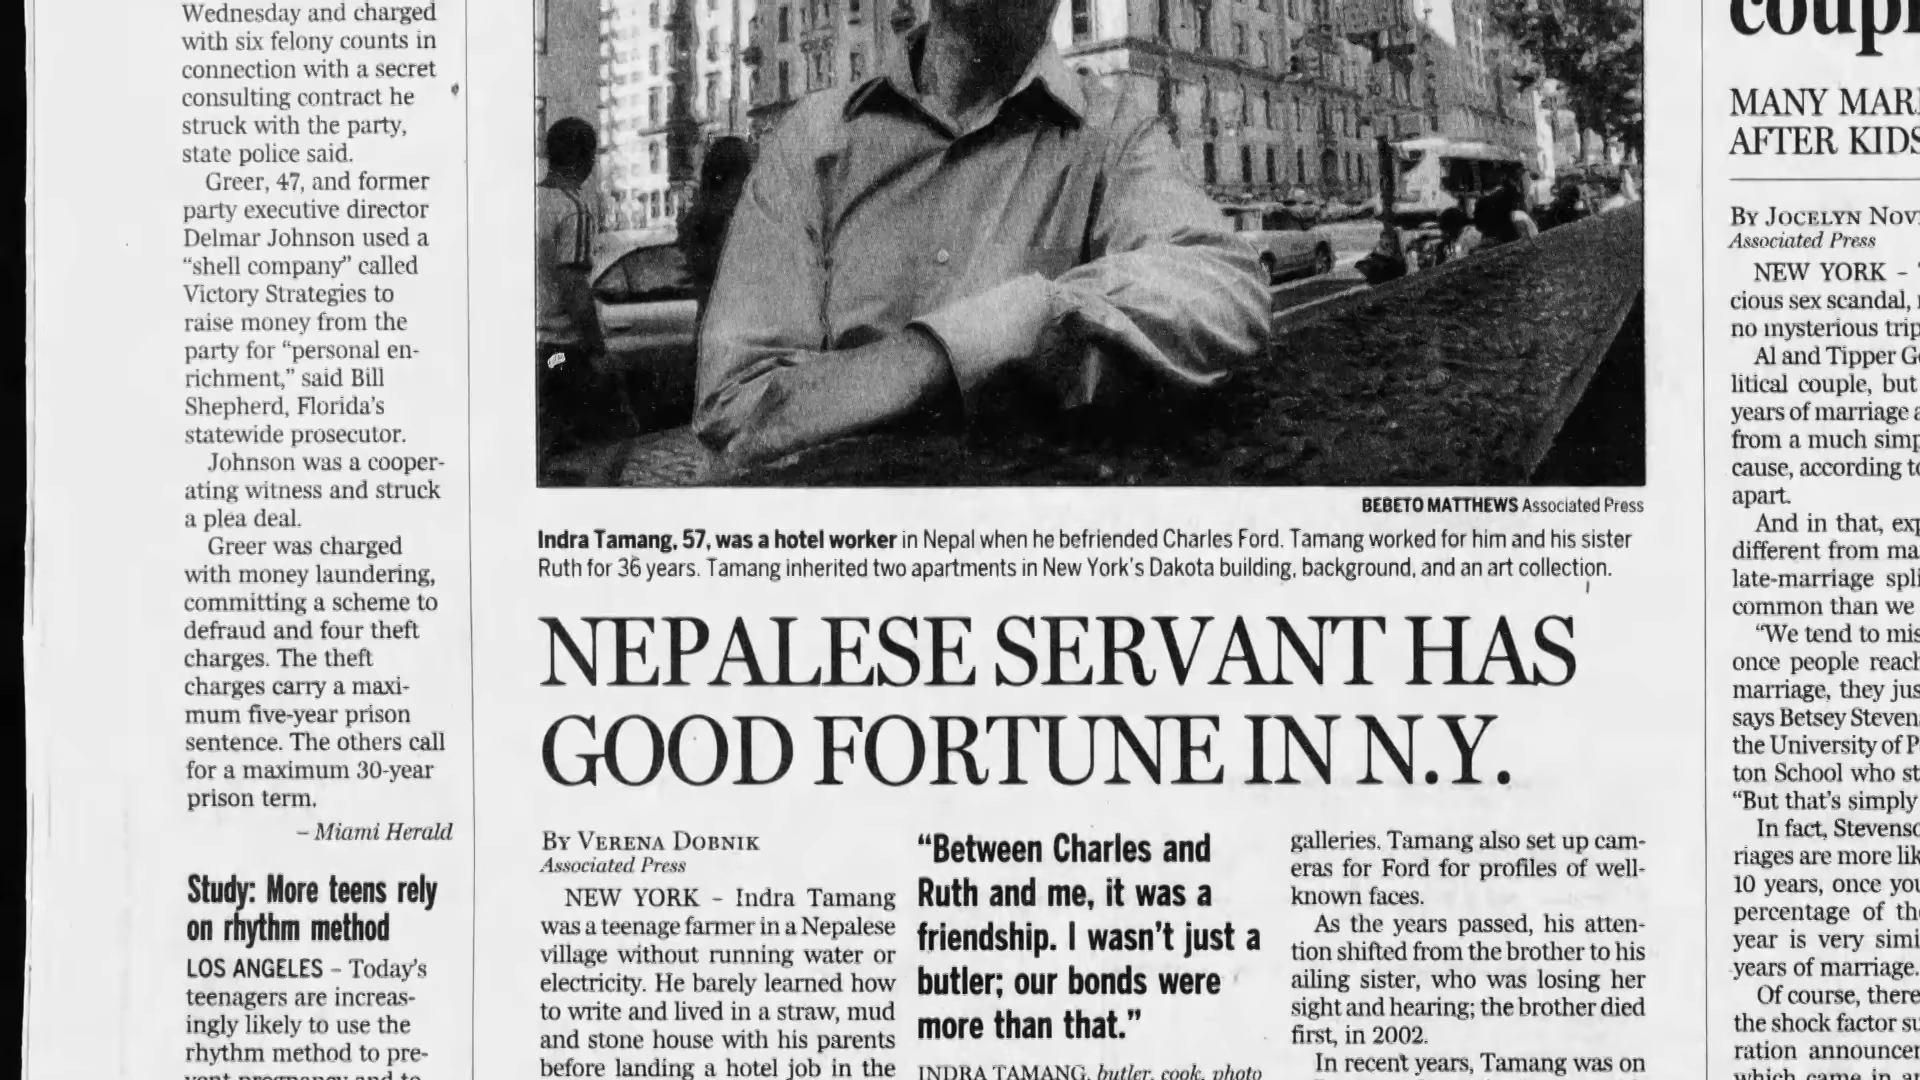 Wednesday and charged
with six felony counts in
connection with a secret
consulting contract he
struck with the party,
state police said.
Greer, 47, and former
party executive director
Delmar Johnson used a
“shell company” called
Victory Strategies to
raise money from the
party for “personal en-
richment,” said Bill
Shepherd, Florida's
statewide prosecutor.
Johnson was a cooper-
ating witness and struck
a plea deal.
Greer was charged
with money laundering,
committing a scheme to
defraud and four theft
charges. The theft
charges carry a maxi-
mum five-year prison
sentence. The others call
for a maximum 30-year
prison term.
– Miami Herald
Study: More teens rely
on rhythm method
LOS ANGELES – Today's
teenagers are increas-
ingly likely to use the
rhythm method to pre-
BEBETO MATTHEWS Associated Press
Indra Tamang, 57, was a hotel worker in Nepal when he befriended Charles Ford. Tamang worked for him and his sister
Ruth for 36 years. Tamang inherited two apartments in New York's Dakota building, background, and an art collection.
NEPALESE SERVANT HAS
GOOD FORTUNE IN N.Y.
BY VERENA DOBNIK
Associated Press
NEW YORK – Indra Tamang
was a teenage farmer in a Nepalese
village without running water or
electricity. He barely learned how
to write and lived in a straw, mud
and stone house with his parents
before landing a hotel job in the
“Between Charles and
Ruth and me, it was a
friendship. I wasn't just a
butler; our bonds were
more than that.”
INDRA TAMANG, butler, cook, photo
galleries. Tamang also set up cam-
eras for Ford for profiles of well-
known faces.
As the years passed, his atten-
tion shifted from the brother to his
ailing sister, who was losing her
sight and hearing; the brother died
first, in 2002.
In recent years, Tamang was on
coup
MANY MAR
AFTER KIDS
BY JOCELYN NOV
Associated Press
NEW YORK –
cious sex scandal,
no mysterious trip
Al and Tipper G
litical couple, but
years of marriage a
from a much simp
cause, according to
apart.
And in that, exp
different from ma
late-marriage spli
common than we
“We tend to mis
once people reach
marriage, they jus
says Betsey Steven
the University of P
ton School who st
“But that's simply
In fact, Stevenso
riages are more lik
10 years, once you
percentage of th
year is very simi
years of marriage.
Of course, there
the shock factor su
ration announcer
which came in a